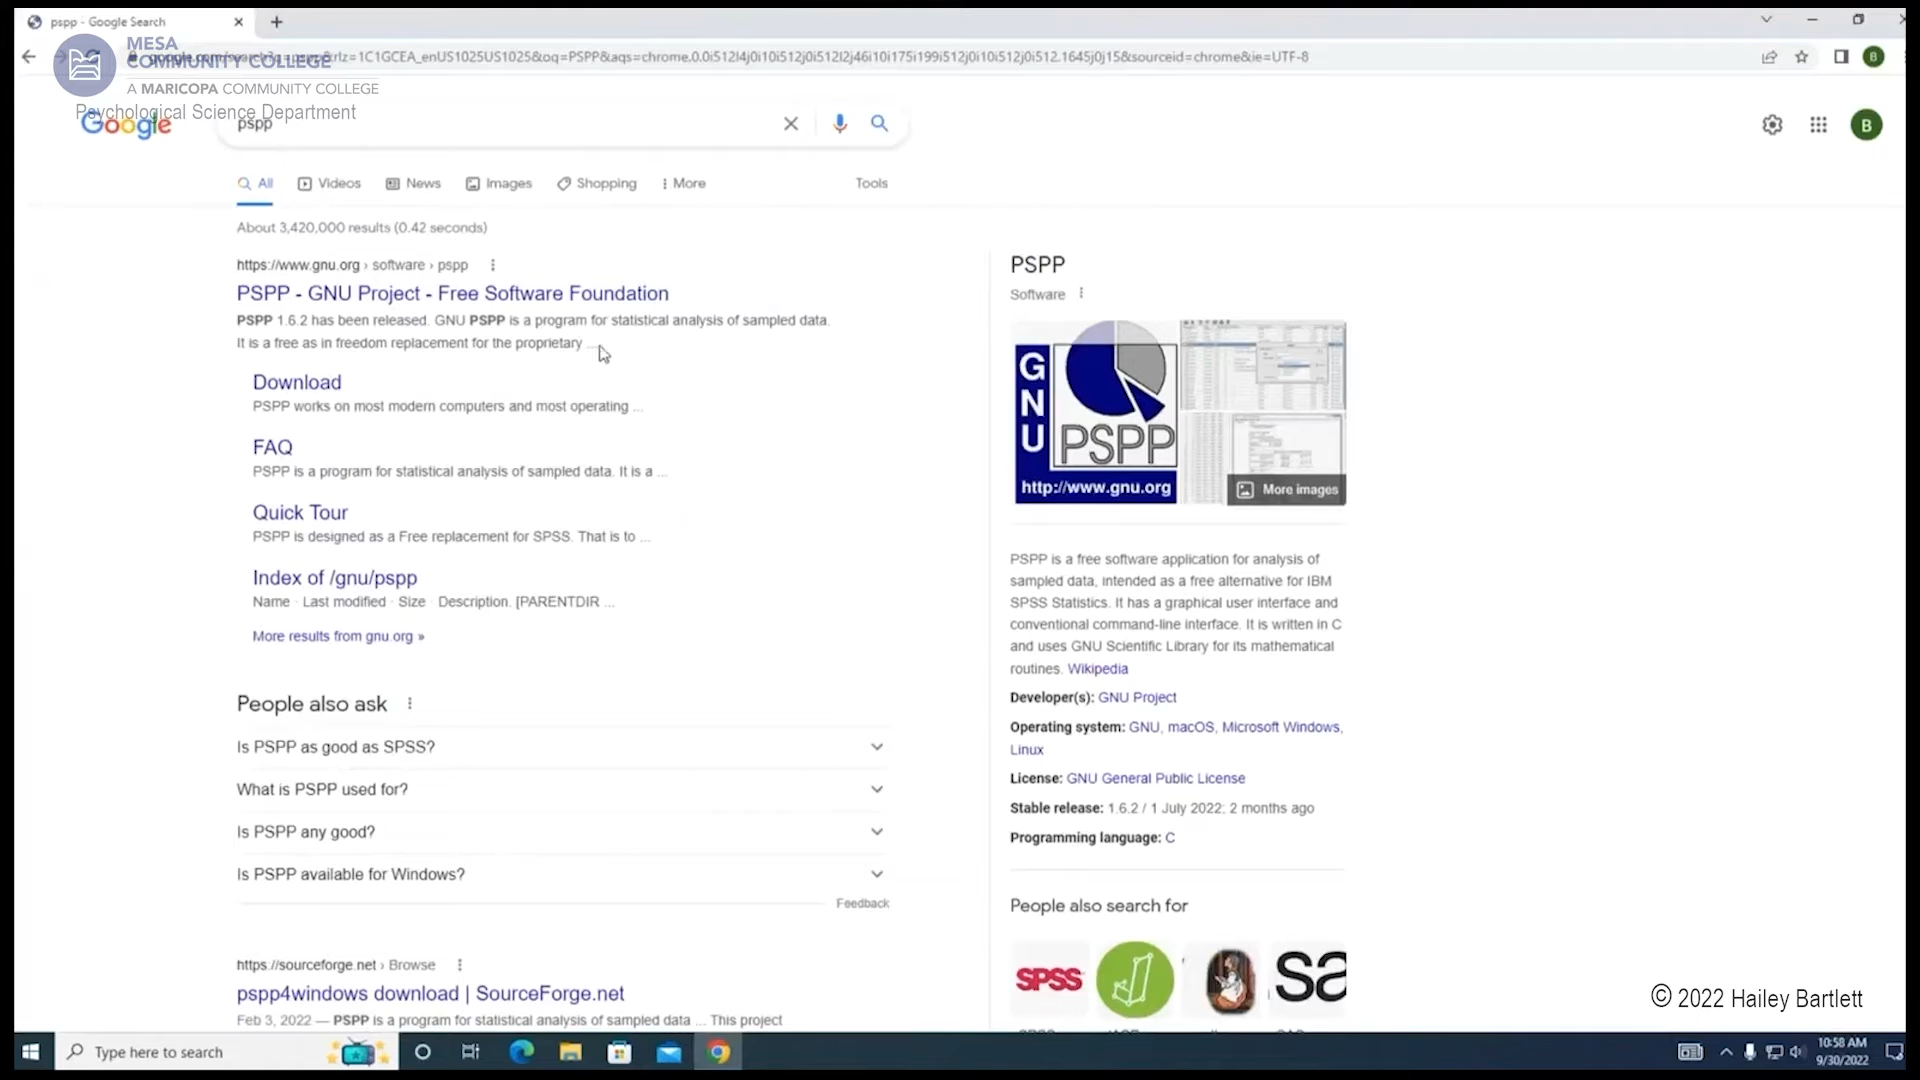 pspp - Google Search
MESA
COMMUNITY COLLEGE
A MARICOPA COMMUNITY COLLEGE
Psychological Science Department
Google
pspp
B
All
Videos
News
Images
Shopping
More
Tools
About 3,420,000 results (0.42 seconds)
https://www.gnu.org › software › pspp
PSPP - GNU Project - Free Software Foundation
PSPP 1.6.2 has been released. GNU PSPP is a program for statistical analysis of sampled data.
It is a free as in freedom replacement for the proprietary ...
Download
PSPP works on most modern computers and most operating ...
FAQ
PSPP is a program for statistical analysis of sampled data. It is a ...
Quick Tour
PSPP is designed as a Free replacement for SPSS. That is to ...
Index of /gnu/pspp
Name · Last modified · Size · Description. [PARENTDIR ...
More results from gnu.org »
People also ask
Is PSPP as good as SPSS?
What is PSPP used for?
Is PSPP any good?
Is PSPP available for Windows?
Feedback
https://sourceforge.net › Browse
pspp4windows download | SourceForge.net
Feb 3, 2022 — PSPP is a program for statistical analysis of sampled data ... This project
PSPP
Software
GNU
PSPP
http://www.gnu.org
More images
PSPP is a free software application for analysis of
sampled data, intended as a free alternative for IBM
SPSS Statistics. It has a graphical user interface and
conventional command-line interface. It is written in C
and uses GNU Scientific Library for its mathematical
routines. Wikipedia
Developer(s): GNU Project
Operating system: GNU, macOS, Microsoft Windows,
Linux
License: GNU General Public License
Stable release: 1.6.2 / 1 July 2022; 2 months ago
Programming language: C
People also search for
SPSS
sa
© 2022 Hailey Bartlett
Type here to search
10:58 AM
9/30/2022